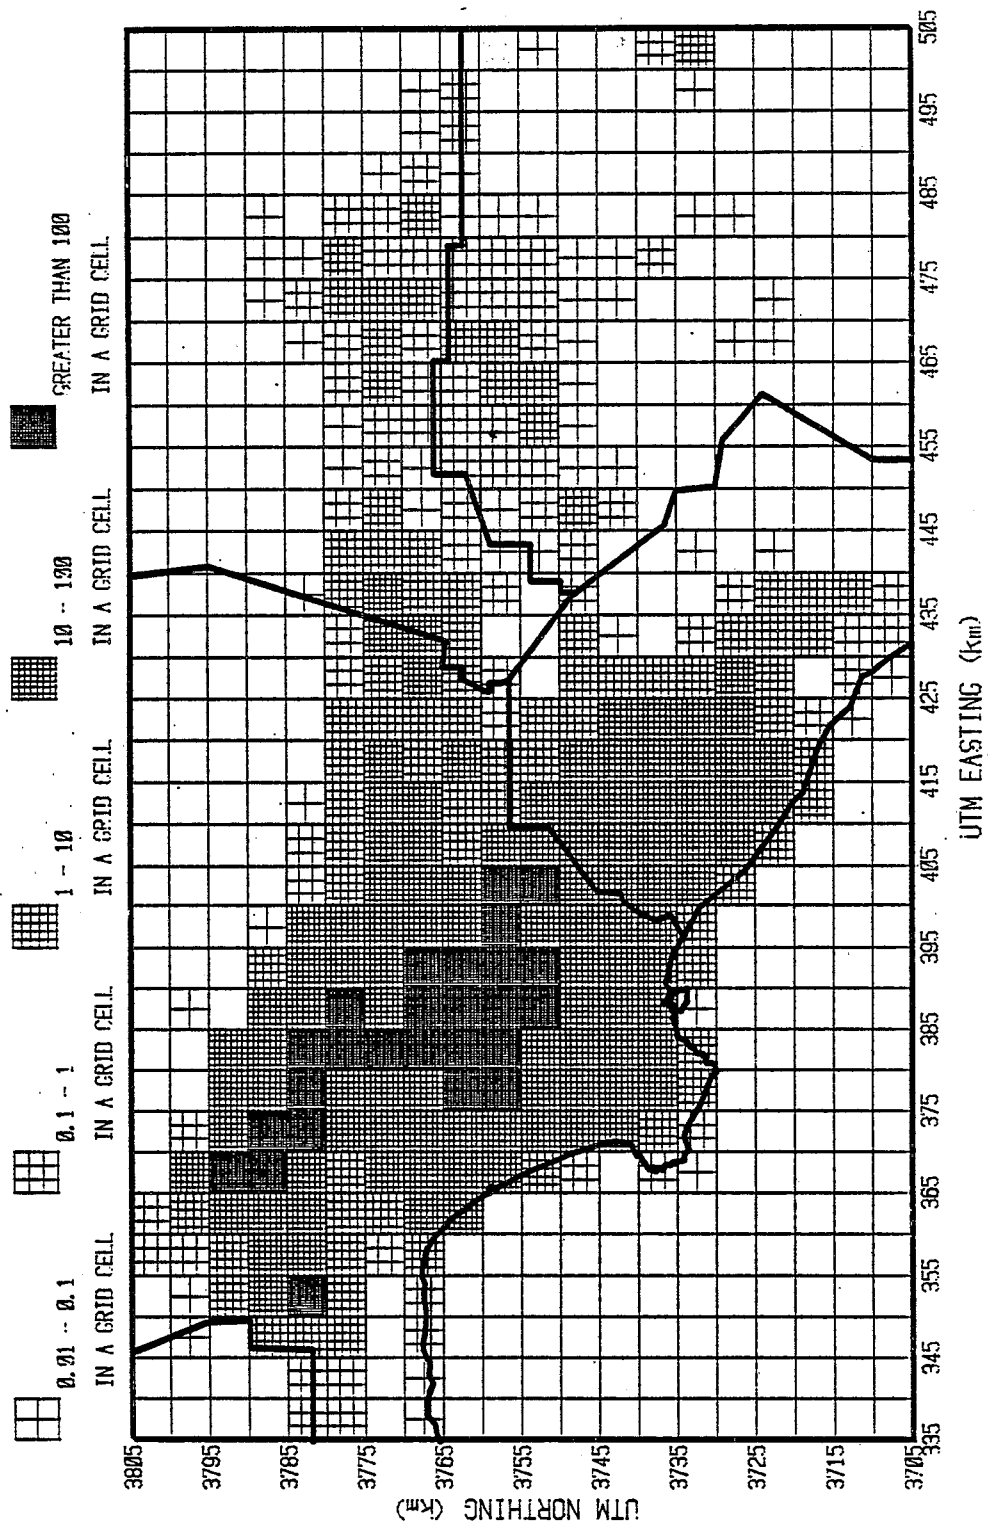 0.01 - 0.1
IN A GRID CELL
0.1 - 1
IN A GRID CELL
1 - 10
IN A GRID CELL
10 - 100
IN A GRID CELL
GREATER THAN 100
IN A GRID CELL
UTM NORTHING (km)
3805
3795
3785
3775
3765
3755
3745
3735
3725
3715
3705
335
345
355
365
375
385
395
405
415
425
435
445
455
465
475
485
495
505
UTM EASTING (km)